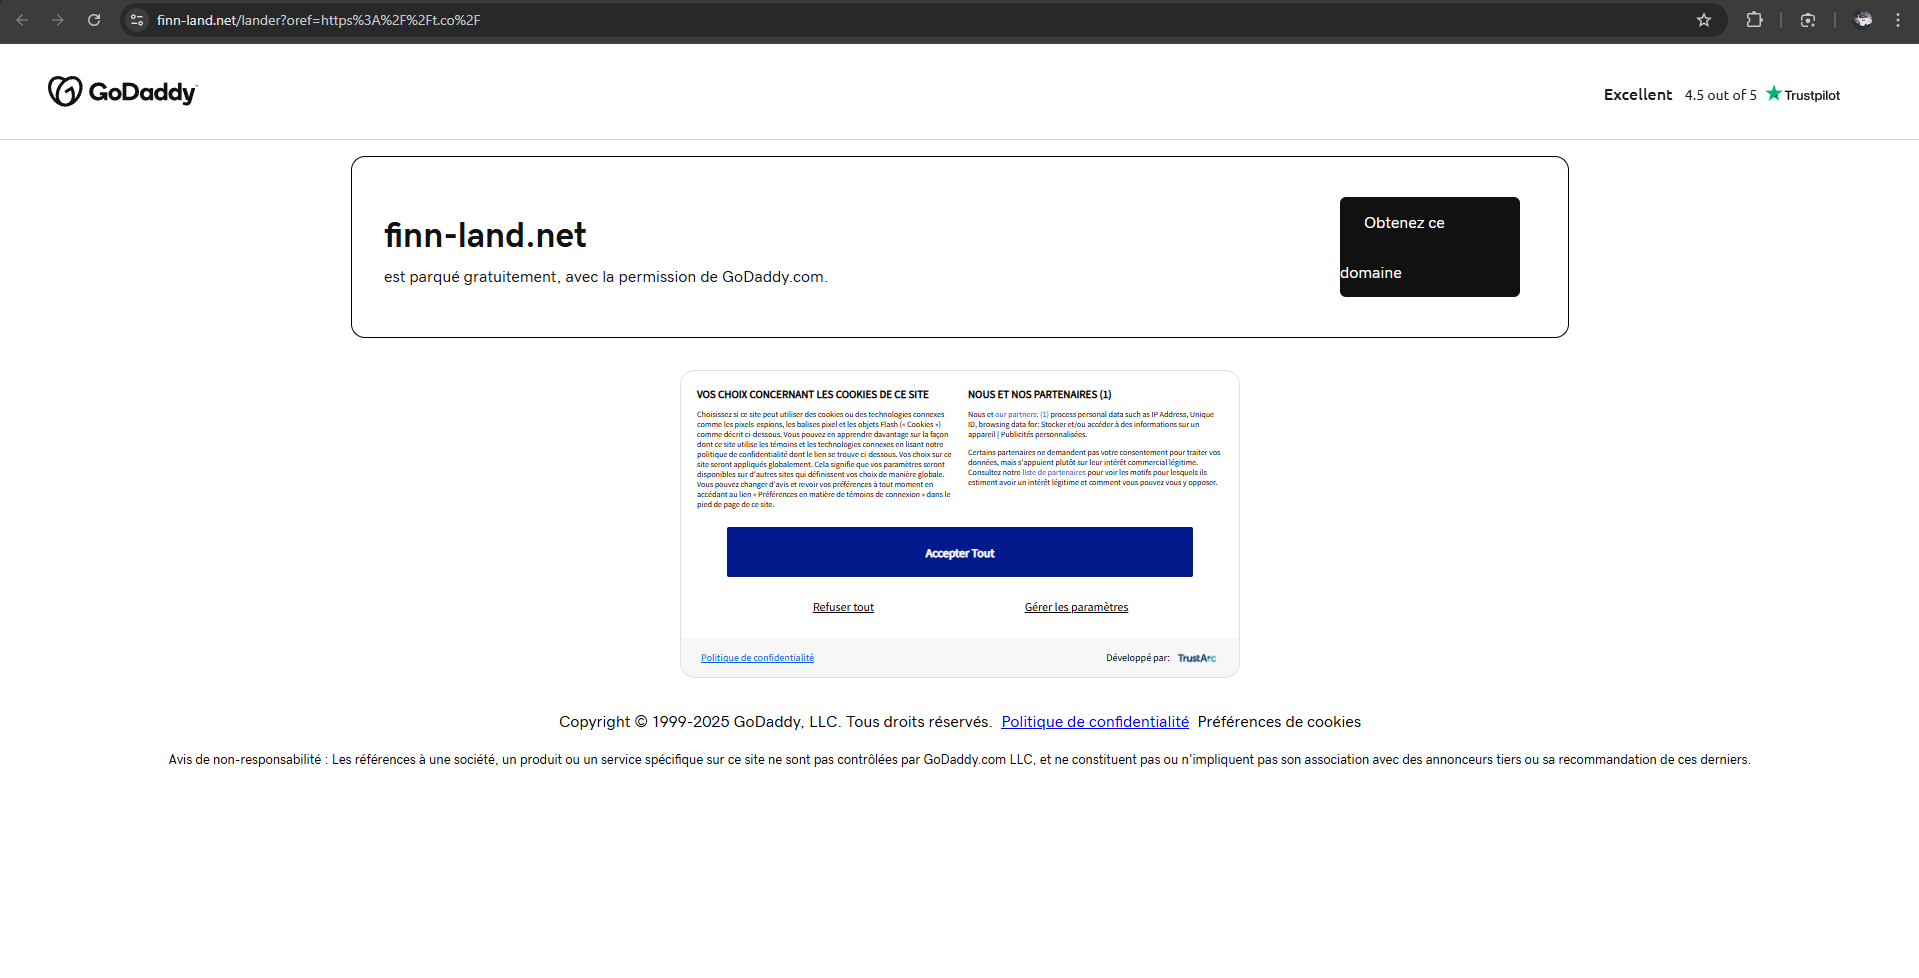 finn-land.net/lander?oref=https%3A%2F%2Ft.co%2F
GoDaddy
Excellent 4.5 out of 5 Trustpilot
finn-land.net
est parqué gratuitement, avec la permission de GoDaddy.com.
Obtenez ce
domaine
VOS CHOIX CONCERNANT LES COOKIES DE CE SITE
Choisissez si ce site peut utiliser des cookies ou des technologies connexes
comme les pixels-espions, les balises pixel et les objets Flash (« Cookies »)
comme décrit ci-dessous. Vous pouvez en apprendre davantage sur la façon
dont ce site utilise les témoins et les technologies connexes en lisant notre
politique de confidentialité dont le lien se trouve ci-dessous. Vos choix sur ce
site seront appliqués globalement. Cela signifie que vos paramètres seront
disponibles sur d'autres sites qui définissent vos choix de manière globale.
Vous pouvez changer d'avis et revoir vos préférences à tout moment en
accédant au lien « Préférences en matière de témoins de connexion » dans le
pied de page de ce site.
NOUS ET NOS PARTENAIRES (1)
Nous et our partners: (1) process personal data such as IP Address, Unique
ID, browsing data for: Stocker et/ou accéder à des informations sur un
appareil | Publicités personnalisées.
Certains partenaires ne demandent pas votre consentement pour traiter vos
données, mais s'appuient plutôt sur leur intérêt commercial légitime.
Consultez notre liste de partenaires pour voir les motifs pour lesquels ils
estiment avoir un intérêt légitime et comment vous pouvez vous y opposer.
Accepter Tout
Refuser tout
Gérer les paramètres
Politique de confidentialité
Développé par: TrustArc
Copyright © 1999-2025 GoDaddy, LLC. Tous droits réservés. Politique de confidentialité Préférences de cookies
Avis de non-responsabilité : Les références à une société, un produit ou un service spécifique sur ce site ne sont pas contrôlées par GoDaddy.com LLC, et ne constituent pas ou n'impliquent pas son association avec des annonceurs tiers ou sa recommandation de ces derniers.